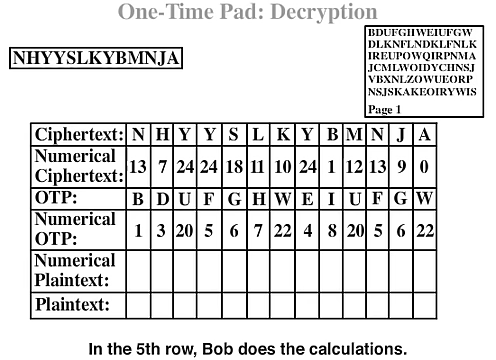 One-Time Pad: Decryption
NHYYSLKYBMNJA
BDUFGHWEIUFGW
DLKNFLNDKLFNLK
IREUPOWQIRPNMA
JCMLWOIDYCHNSJ
VBXNLZOWUEORP
NSJSKAKEOIRYWIS
Page 1
Ciphertext: N H Y Y S L K Y B M N J A
Numerical
Ciphertext: 13 7 24 24 18 11 10 24 1 12 13 9 0
OTP: B D U F G H W E I U F G W
Numerical
OTP: 1 3 20 5 6 7 22 4 8 20 5 6 22
Numerical
Plaintext:
Plaintext:
In the 5th row, Bob does the calculations.